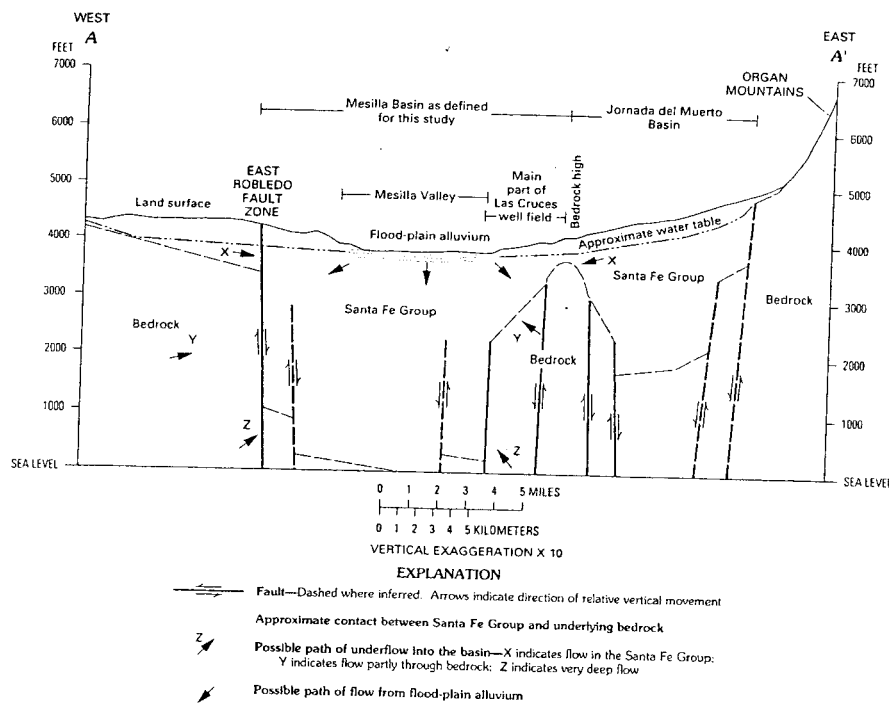 WEST
A
FEET
7000
6000
5000
4000
3000
2000
1000
SEA LEVEL
EAST
A'
FEET
7000
6000
5000
4000
3000
2000
1000
SEA LEVEL
ORGAN
MOUNTAINS
Mesilla Basin as defined
for this study
Jornada del Muerto
Basin
EAST
ROBLEDO
FAULT
ZONE
Mesilla Valley
Main
part of
Las Cruces
well field
Bedrock high
Land surface
Flood-plain alluvium
Approximate water table
X
X
Santa Fe Group
Santa Fe Group
Bedrock
Bedrock
Bedrock
Y
Y
Z
Z
0 1 2 3 4 5 MILES
0 1 2 3 4 5 KILOMETERS
VERTICAL EXAGGERATION X 10
EXPLANATION
Fault—Dashed where inferred. Arrows indicate direction of relative vertical movement
Approximate contact between Santa Fe Group and underlying bedrock
Z
Possible path of underflow into the basin—X indicates flow in the Santa Fe Group;
Y indicates flow partly through bedrock; Z indicates very deep flow
Possible path of flow from flood-plain alluvium